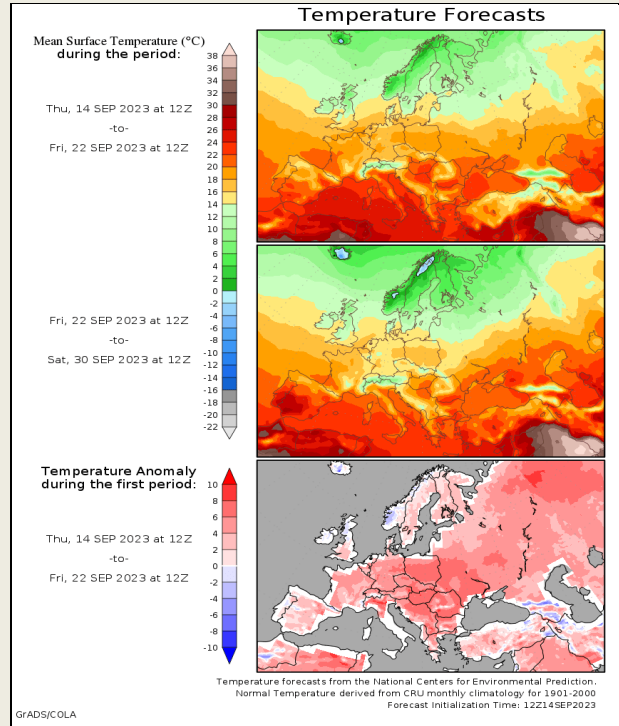 Temperature Forecasts
Mean Surface Temperature (°C)
during the period:
Thu, 14 SEP 2023 at 12Z
-to-
Fri, 22 SEP 2023 at 12Z
38
36
34
32
30
28
26
24
22
20
18
16
14
12
10
8
6
4
2
0
-2
-4
-6
-8
-10
-12
-14
-16
-18
-20
-22
Fri, 22 SEP 2023 at 12Z
-to-
Sat, 30 SEP 2023 at 12Z
Temperature Anomaly
during the first period:
Thu, 14 SEP 2023 at 12Z
-to-
Fri, 22 SEP 2023 at 12Z
10
8
6
4
2
0
-2
-4
-6
-8
-10
Temperature forecasts from the National Centers for Environmental Prediction.
Normal Temperature derived from CRU monthly climatology for 1901-2000
Forecast Initialization Time: 12Z14SEP2023
GrADS/COLA